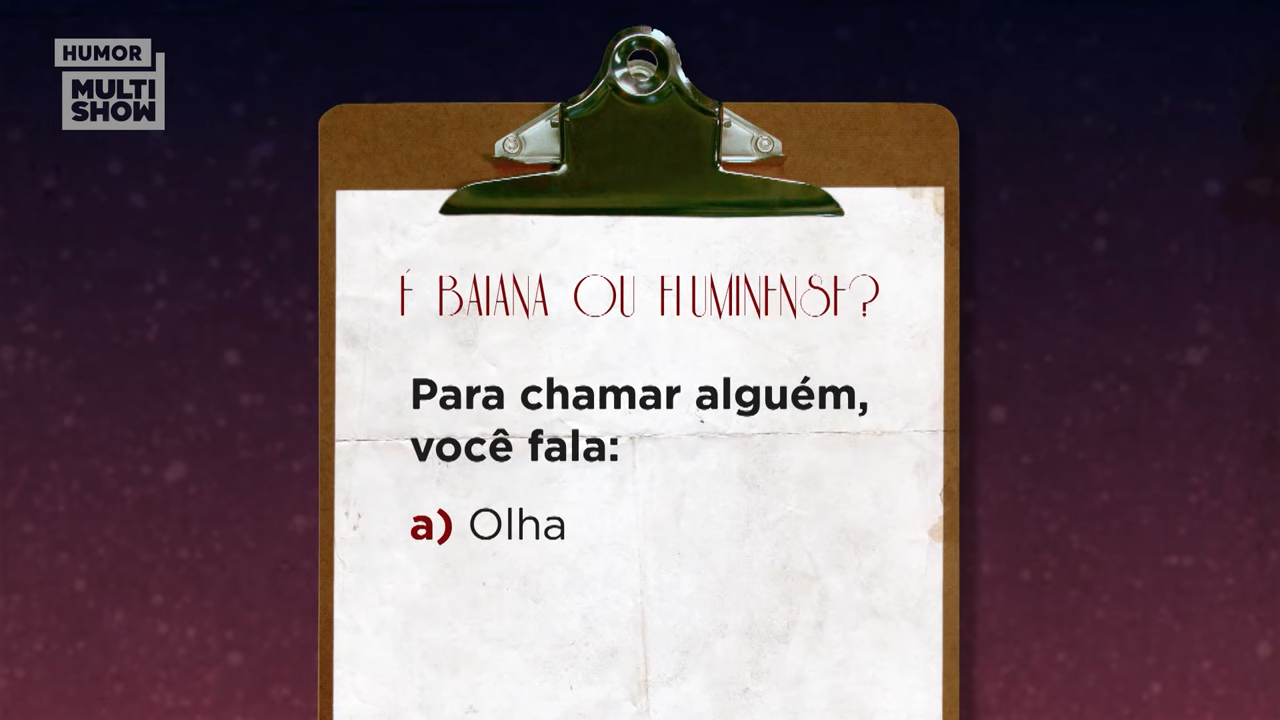 HUMOR
MULTI
SHOW
É BAIANA OU FLUMINENSE?
Para chamar alguém,
você fala:
a) Olha